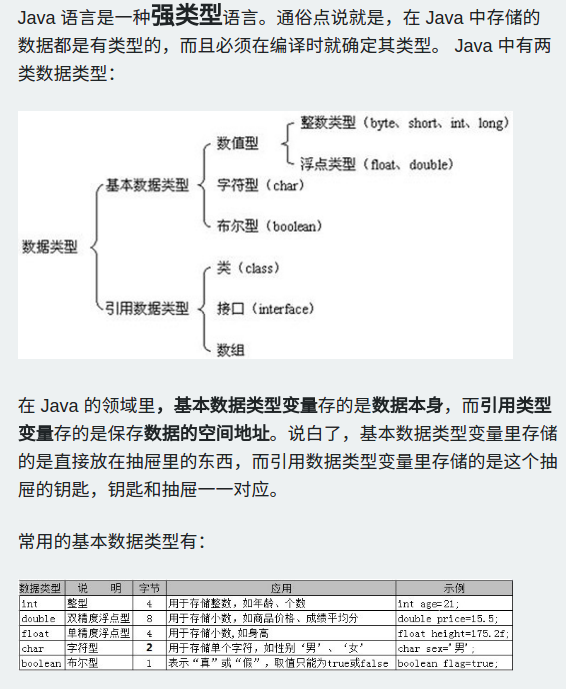 Java 语言是一种强类型语言。通俗点说就是，在 Java 中存储的
数据都是有类型的，而且必须在编译时就确定其类型。 Java 中有两
类数据类型：
整数类型（byte、short、int、long）
数值型
浮点类型（float、double）
基本数据类型
字符型（char）
布尔型（boolean）
数据类型
类（class）
引用数据类型
接口（interface）
数组
在 Java 的领域里，基本数据类型变量存的是数据本身，而引用类型
变量存的是保存数据的空间地址。说白了，基本数据类型变量里存储
的是直接放在抽屉里的东西，而引用数据类型变量里存储的是这个抽
屉的钥匙，钥匙和抽屉一一对应。
常用的基本数据类型有：
数据类型 说 明 字节 应用 示例
int 整型 4 用于存储整数，如年龄、个数 int age=21;
double 双精度浮点型 8 用于存储小数，如商品价格、成绩平均分 double price=15.5;
float 单精度浮点型 4 用于存储小数,如身高 float height=175.2f;
char 字符型 2 用于存储单个字符，如性别‘男’、‘女’ char sex='男';
boolean 布尔型 1 表示“真”或“假”，取值只能为true或false boolean flag=true;